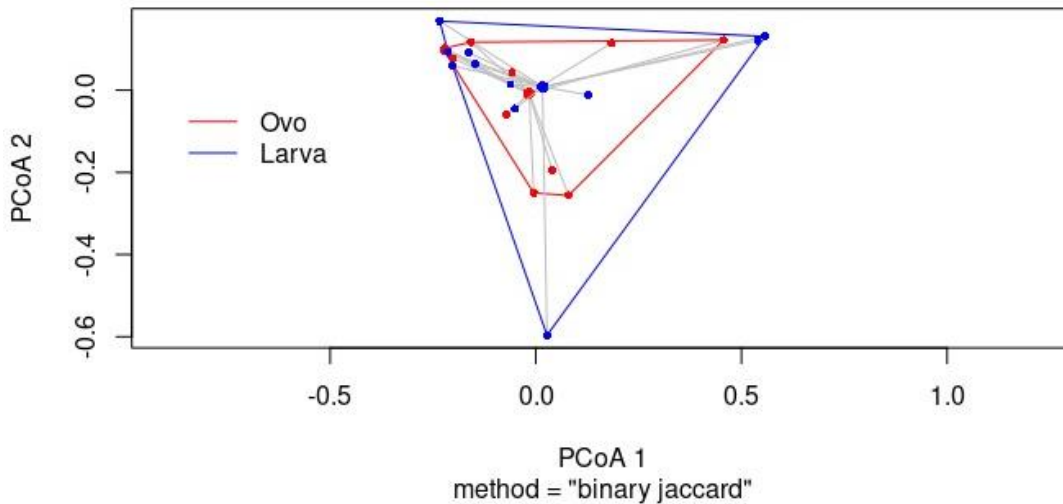 0.0
-0.2
-0.4
-0.6
PCoA 2
Ovo
Larva
-0.5
0.0
0.5
1.0
PCoA 1
method = "binary jaccard"